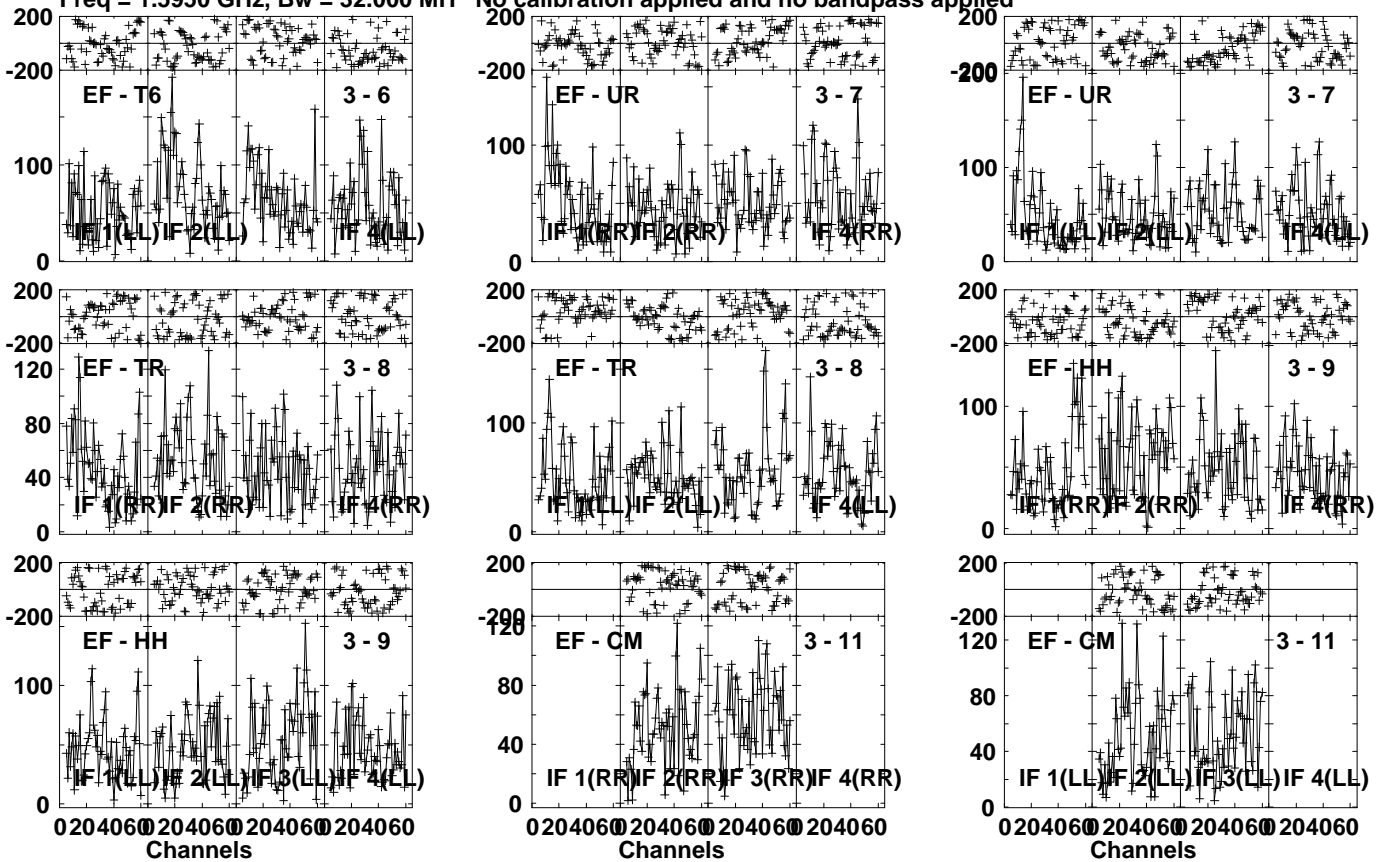 Freq = 1.5950 GHz, Bw = 32.000 MH No calibration applied and no bandpass applied
200
-200
EF - T6 3 - 6
100
0
IF 1(LL) IF 2(LL) IF 4(LL)
EF - UR 3 - 7
100
0
IF 1(RR) IF 2(RR) IF 4(RR)
200
-200
200
EF - UR 3 - 7
100
0
IF 1(LL) IF 2(LL) IF 4(LL)
200
-200
EF - TR 3 - 8
120
80
40
0
IF 1(RR) IF 2(RR) IF 4(RR)
200
-200
EF - TR 3 - 8
100
0
IF 1(LL) IF 2(LL) IF 4(LL)
200
-200
EF - HH 3 - 9
100
0
IF 1(RR) IF 2(RR) IF 4(RR)
200
-200
EF - HH 3 - 9
100
0
IF 1(LL) IF 2(LL) IF 3(LL) IF 4(LL)
0 20 40 60 0 20 40 60 0 20 40 60 0 20 40 60
Channels
200
-200
120
EF - CM 3 - 11
80
40
0
IF 1(RR) IF 2(RR) IF 3(RR) IF 4(RR)
0 20 40 60 0 20 40 60 0 20 40 60 0 20 40 60
Channels
200
-200
EF - CM 3 - 11
120
80
40
0
IF 1(LL) IF 2(LL) IF 3(LL) IF 4(LL)
0 20 40 60 0 20 40 60 0 20 40 60 0 20 40 60
Channels